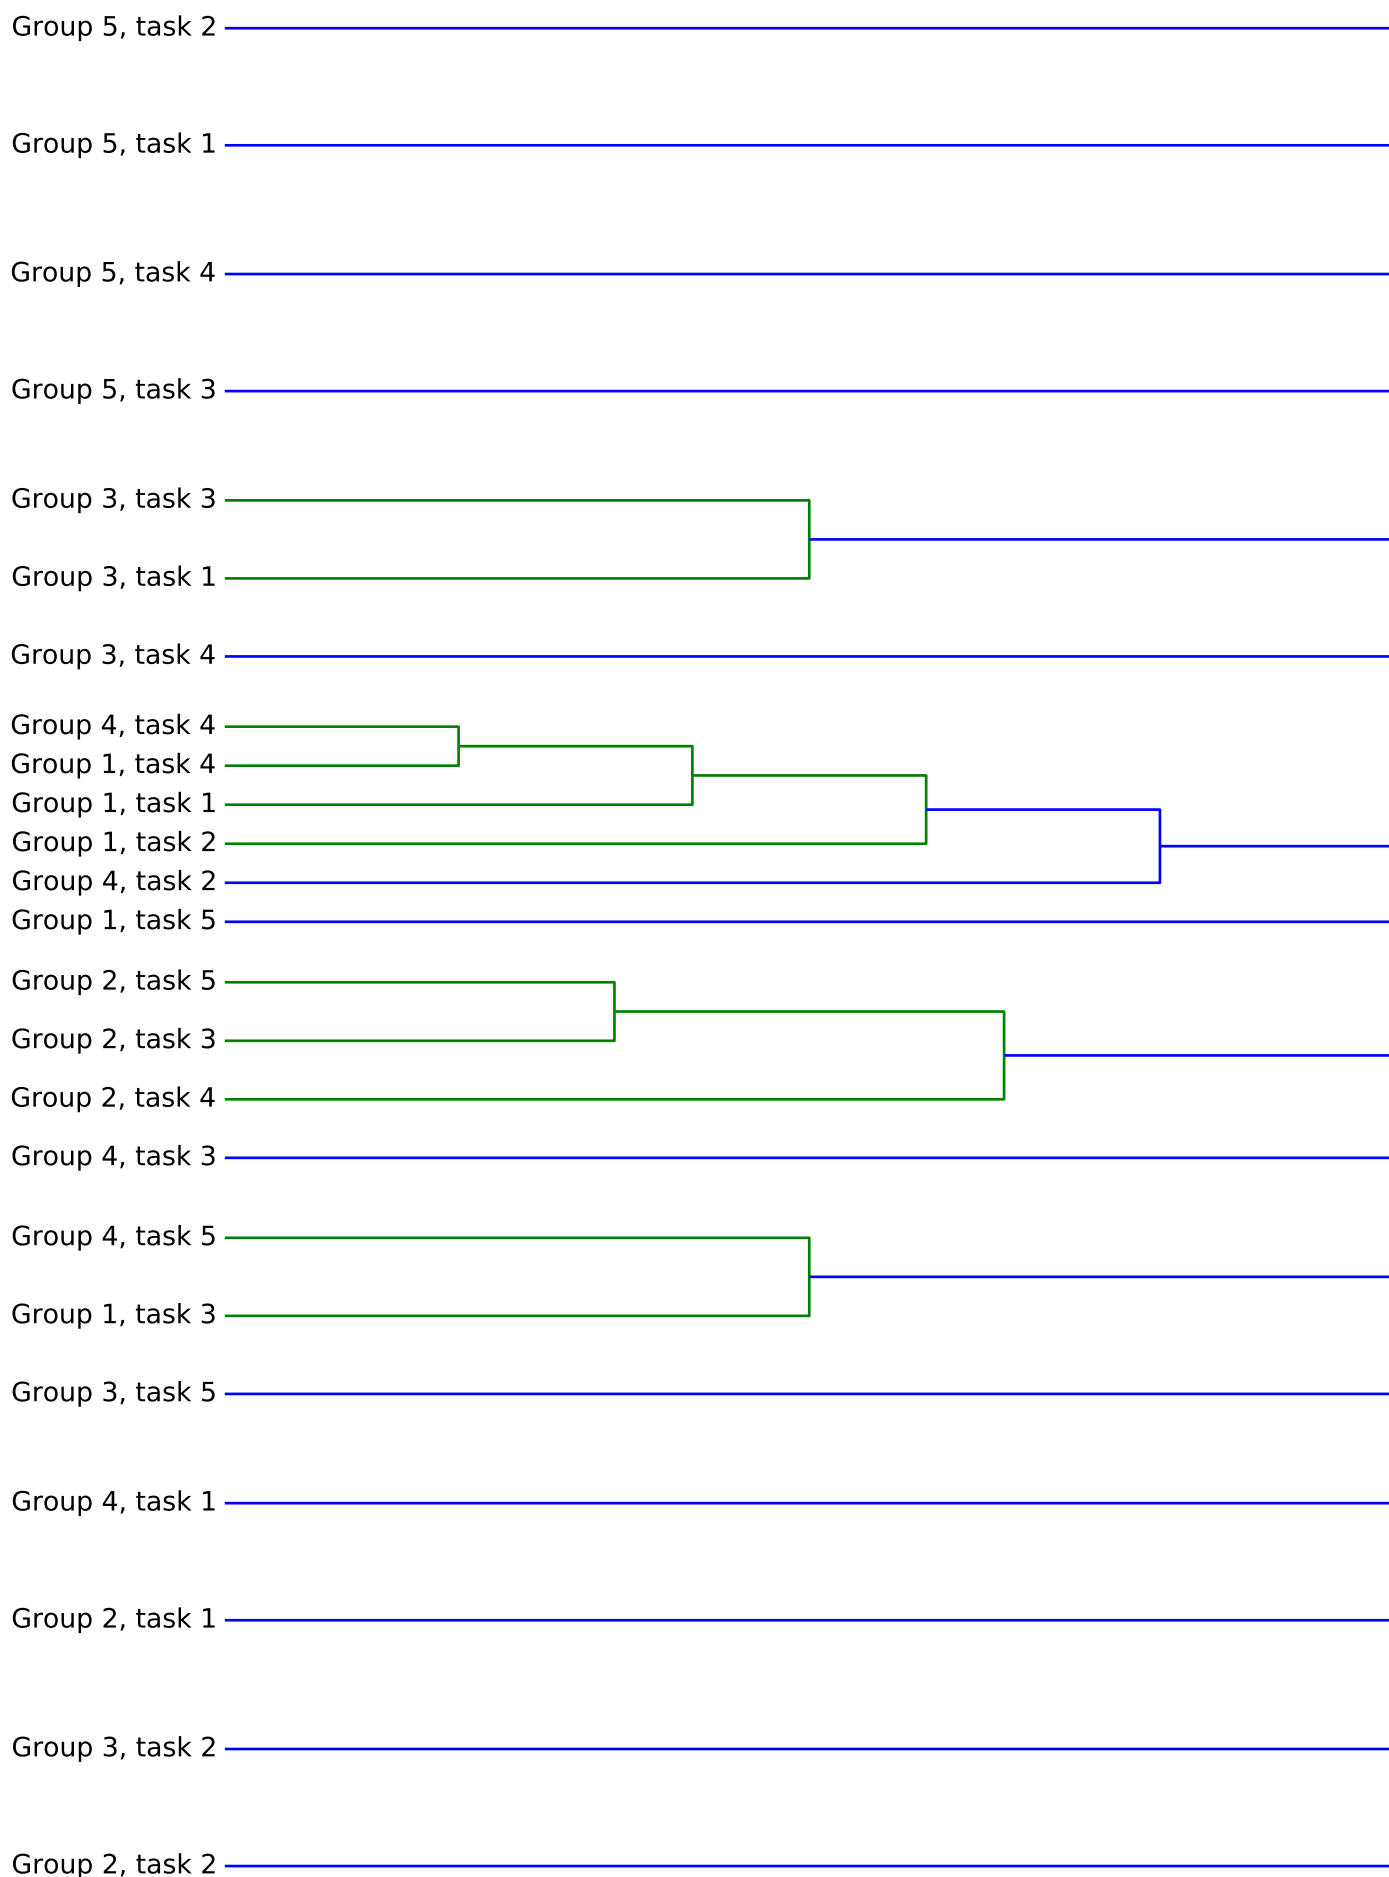 Group 5, task 2
Group 5, task 1
Group 5, task 4
Group 5, task 3
Group 3, task 3
Group 3, task 1
Group 3, task 4
Group 4, task 4
Group 1, task 4
Group 1, task 1
Group 1, task 2
Group 4, task 2
Group 1, task 5
Group 2, task 5
Group 2, task 3
Group 2, task 4
Group 4, task 3
Group 4, task 5
Group 1, task 3
Group 3, task 5
Group 4, task 1
Group 2, task 1
Group 3, task 2
Group 2, task 2